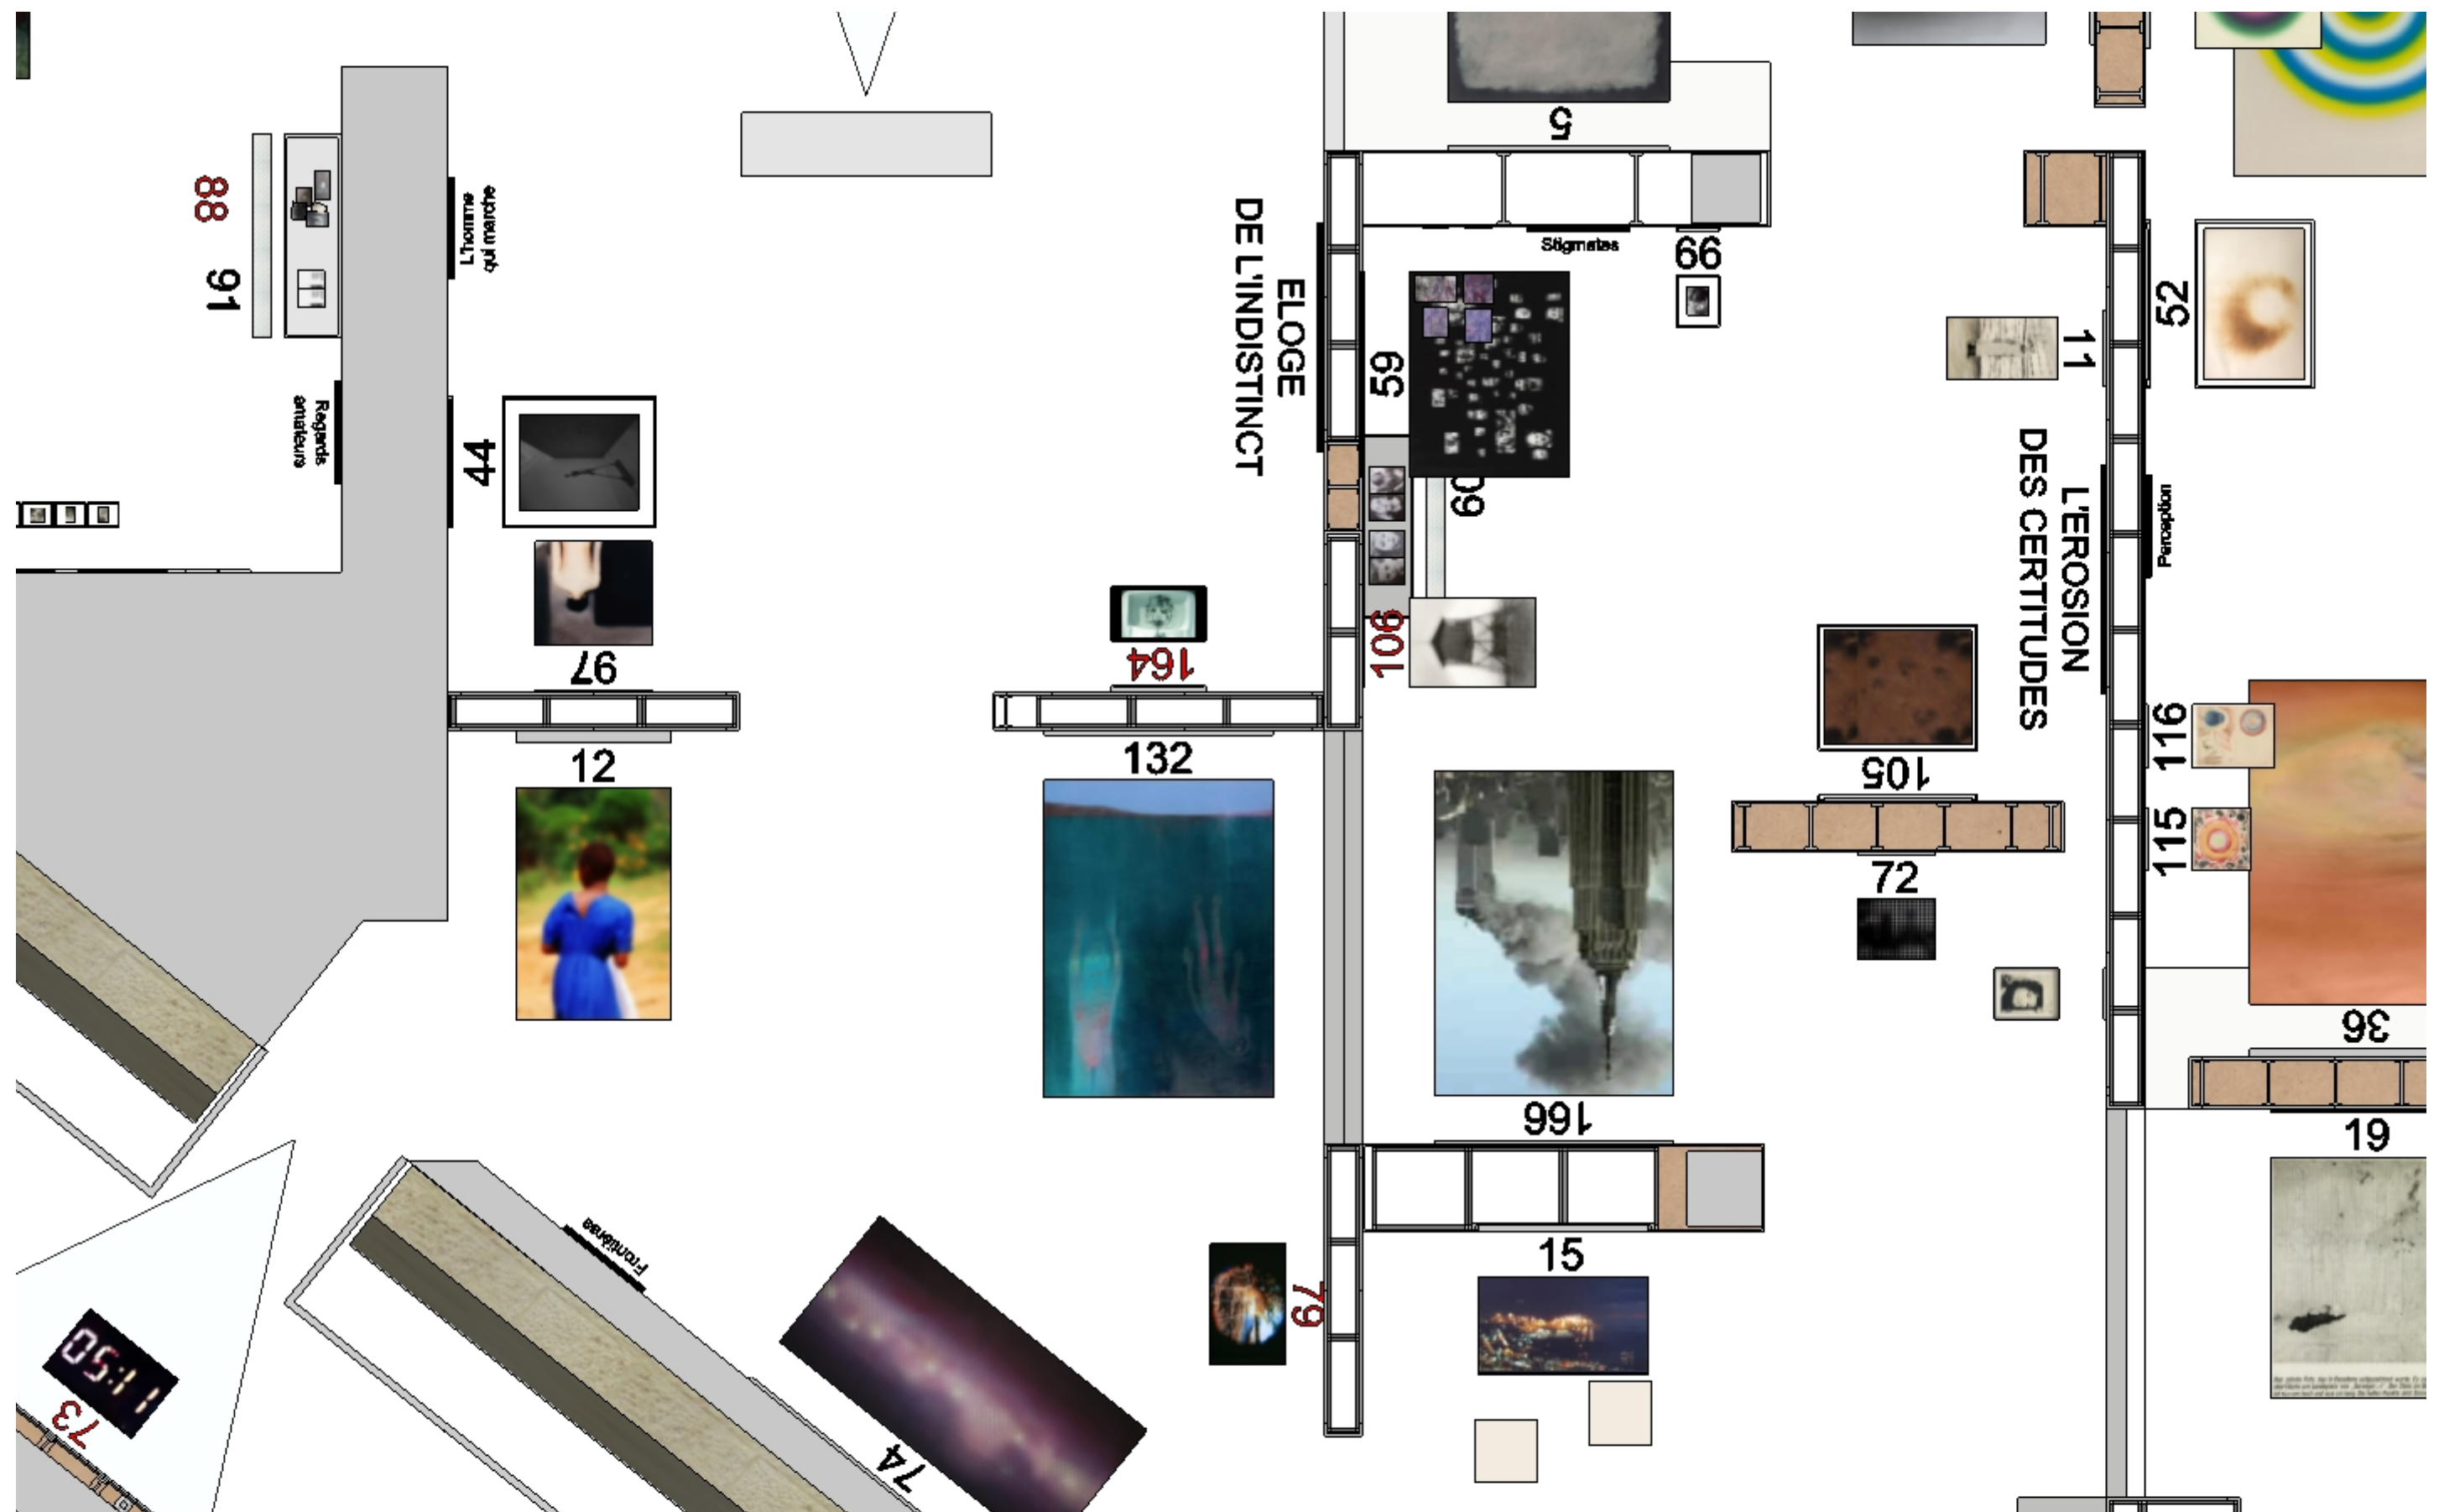 5
88
91
L'homme
qui marche
Regards
amateurs
44
97
164
12
132
ELOGE
DE L'INDISTINCT
Stigmates
66
59
60
106
11
52
L'EROSION
DES CERTITUDES
Perception
105
72
116
115
36
19
166
15
79
Frontières
74
05:11
73